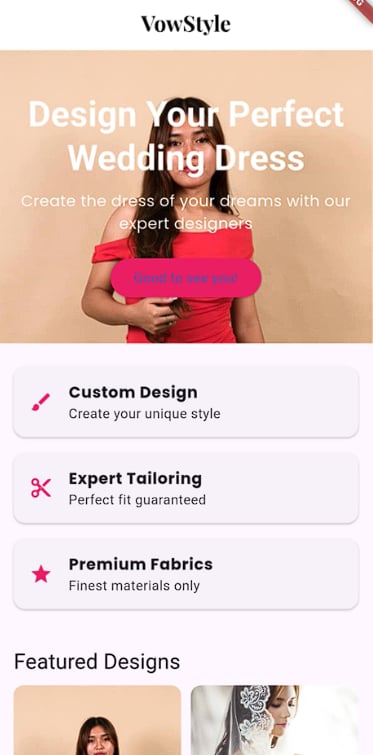 VowStyle
Design Your Perfect
Wedding Dress
Create the dress of your dreams with our
expert designers
Good to see you!
Custom Design
Create your unique style
Expert Tailoring
Perfect fit guaranteed
Premium Fabrics
Finest materials only
Featured Designs